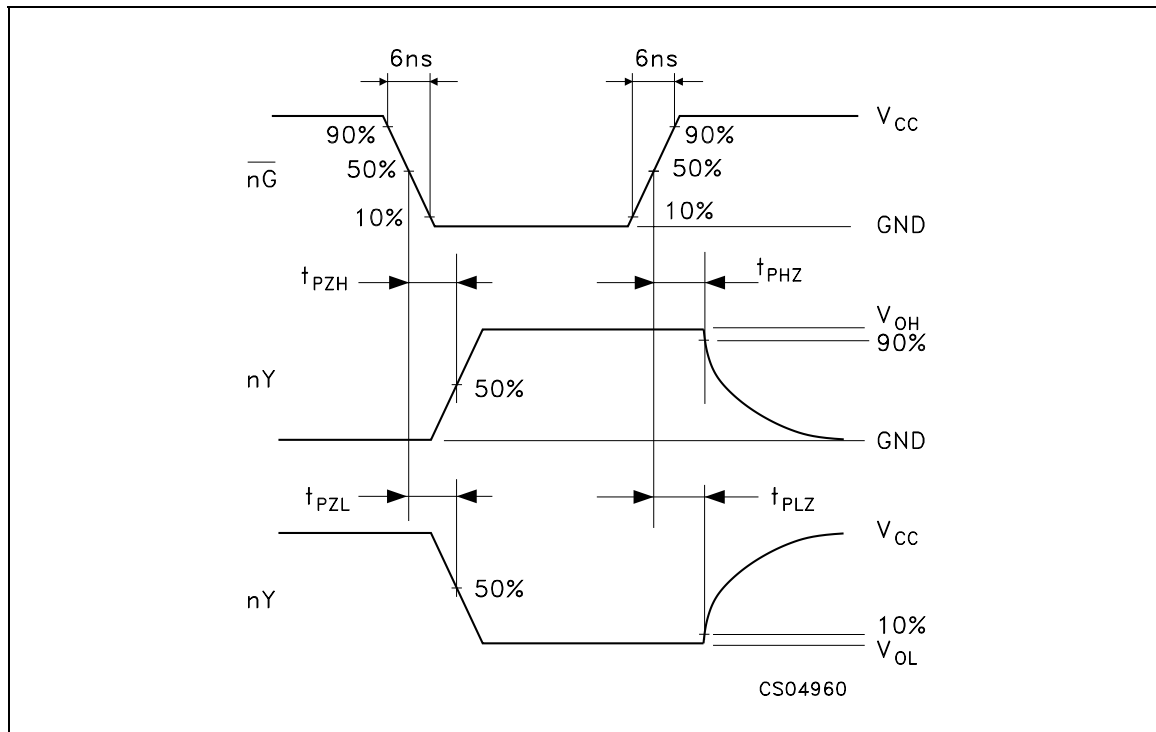 6ns 6ns
90% 90% V_CC
n̅G̅ 50% 50%
10% 10% GND
t_PZH t_PHZ
V_OH
90%
nY 50%
GND
t_PZL t_PLZ
V_CC
nY 50%
10%
V_OL
CS04960